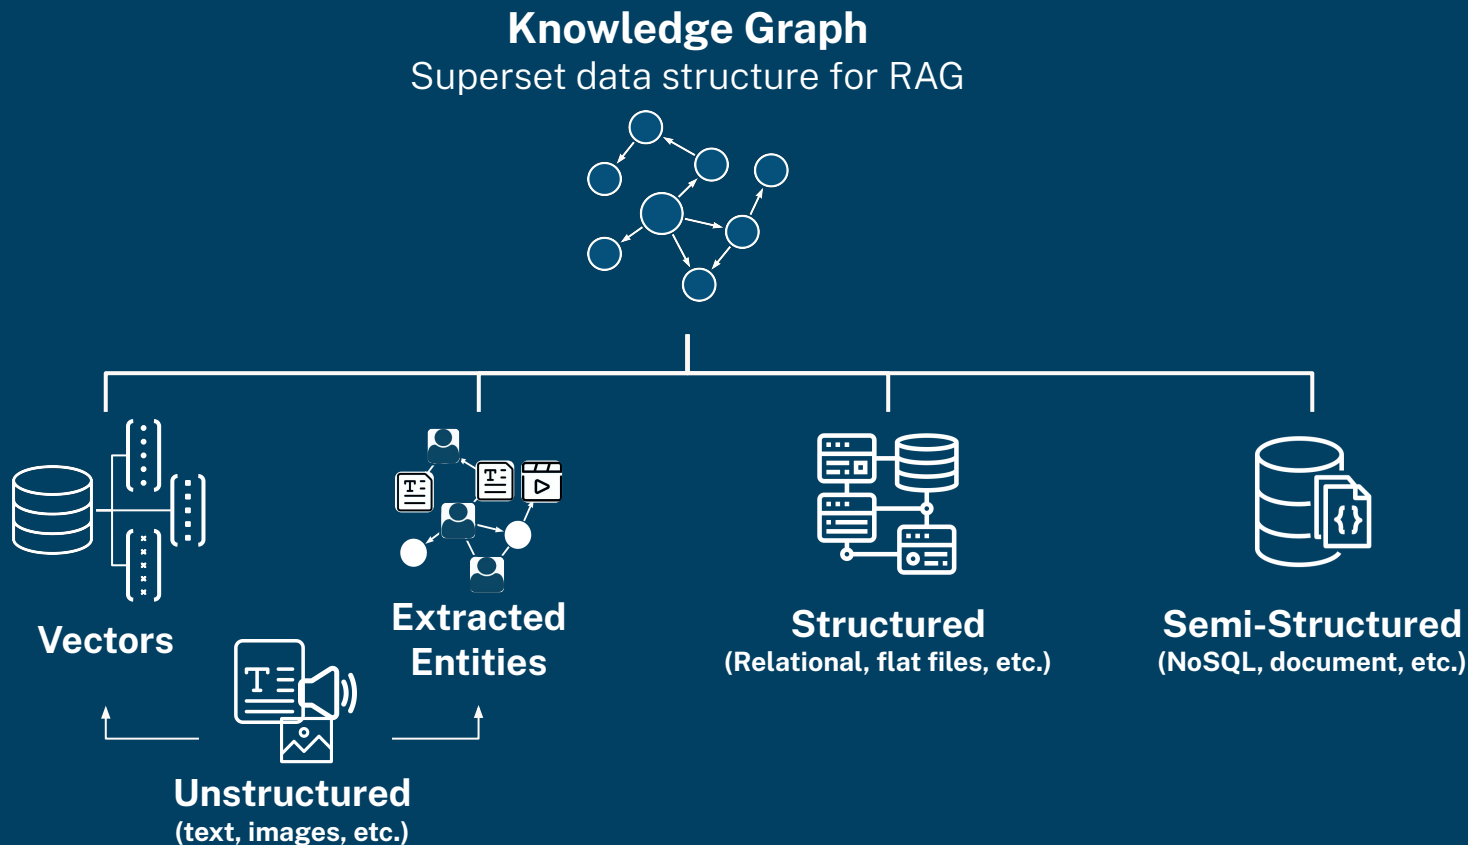 Knowledge Graph
Superset data structure for RAG
Vectors
Extracted
Entities
Structured
(Relational, flat files, etc.)
Semi-Structured
(NoSQL, document, etc.)
Unstructured
(text, images, etc.)